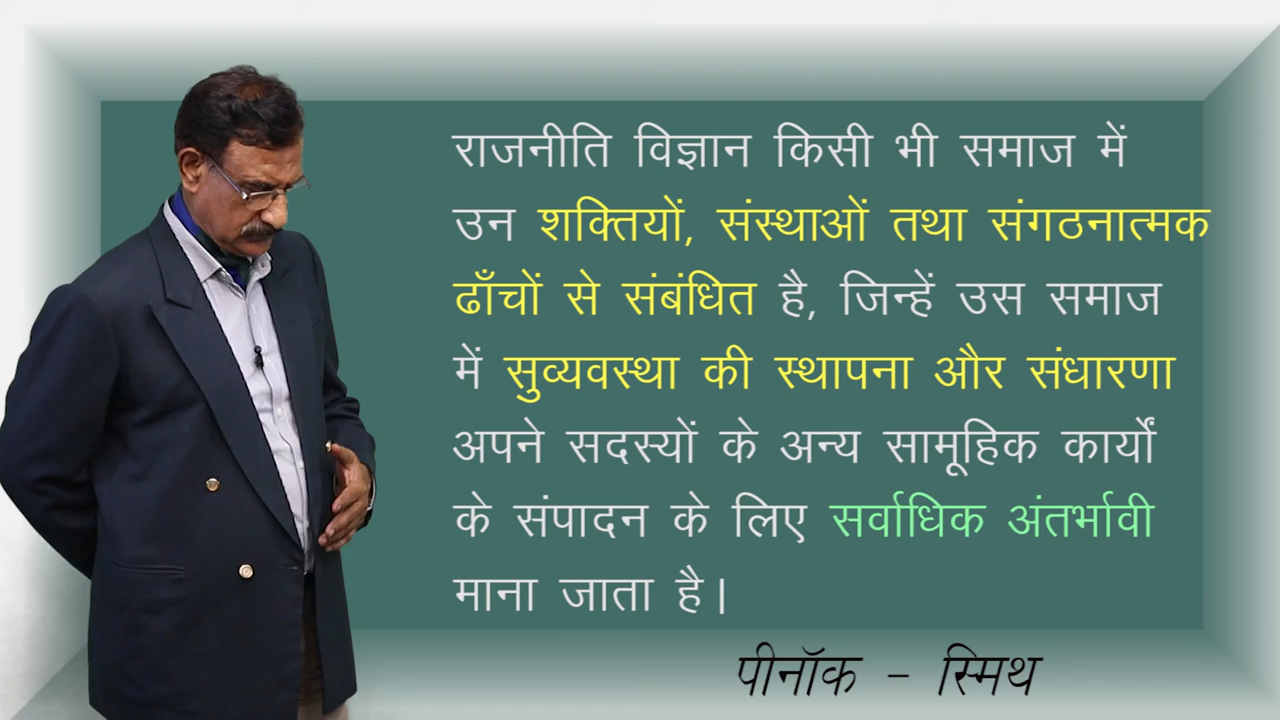 राजनीति विज्ञान किसी भी समाज में
उन शक्तियों, संस्थाओं तथा संगठनात्मक
ढाँचों से संबंधित है, जिन्हें उस समाज
में सुव्यवस्था की स्थापना और संधारणा
अपने सदस्यों के अन्य सामूहिक कार्यों
के संपादन के लिए सर्वाधिक अंतर्भावी
माना जाता है।
पीनॉक - स्मिथ